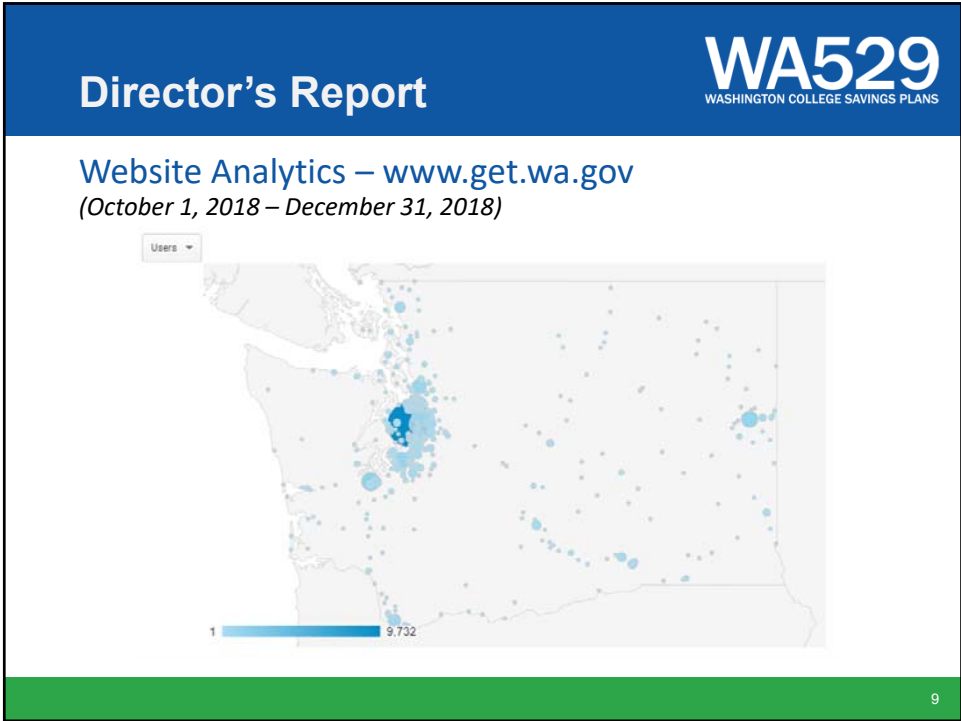 Director's Report
WA529
WASHINGTON COLLEGE SAVINGS PLANS
Website Analytics – www.get.wa.gov
(October 1, 2018 – December 31, 2018)
Users
1 9,732
9